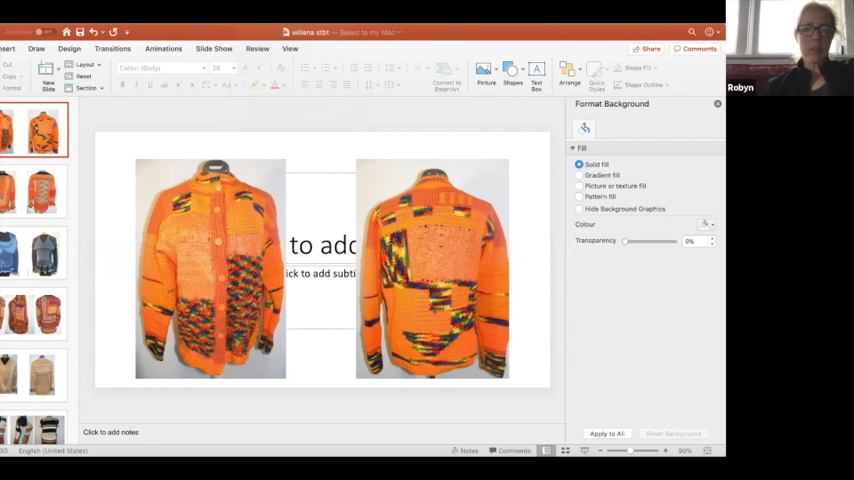 wiliena stbt — Saved to my Mac
nsert Draw Design Transitions Animations Slide Show Review View Share Comments
Cut
Copy
Format
New Slide
Layout
Reset
Section
Calibri (Body) 28
Convert to SmartArt
Picture
Shapes
Text Box
Arrange
Quick Styles
Shape Fill
Shape Outline
Robyn
Format Background
Fill
Solid fill
Gradient fill
Picture or texture fill
Pattern fill
Hide Background Graphics
Colour
Transparency 0%
to add
ick to add subti
Click to add notes
Apply to All Reset Background
30 English (United States) Notes Comments 90%